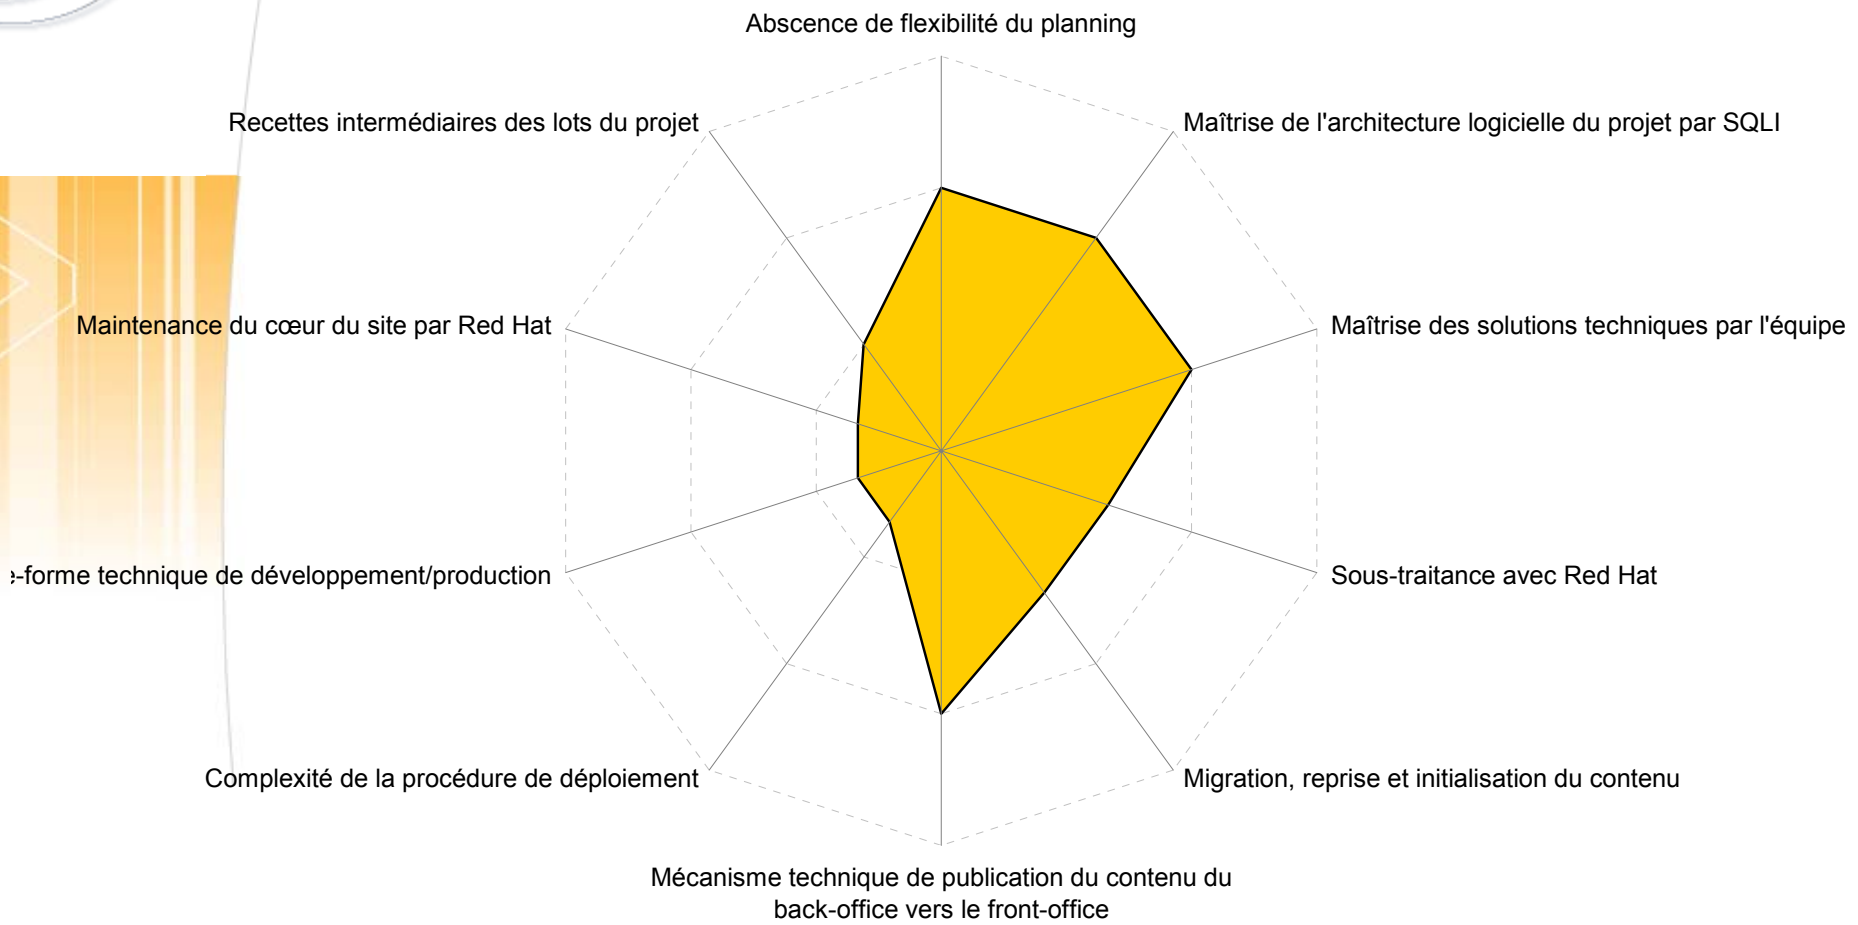 Abscence de flexibilité du planning
Recettes intermédiaires des lots du projet
Maîtrise de l'architecture logicielle du projet par SQLI
Maintenance du cœur du site par Red Hat
Maîtrise des solutions techniques par l'équipe
-forme technique de développement/production
Sous-traitance avec Red Hat
Complexité de la procédure de déploiement
Migration, reprise et initialisation du contenu
Mécanisme technique de publication du contenu du
back-office vers le front-office